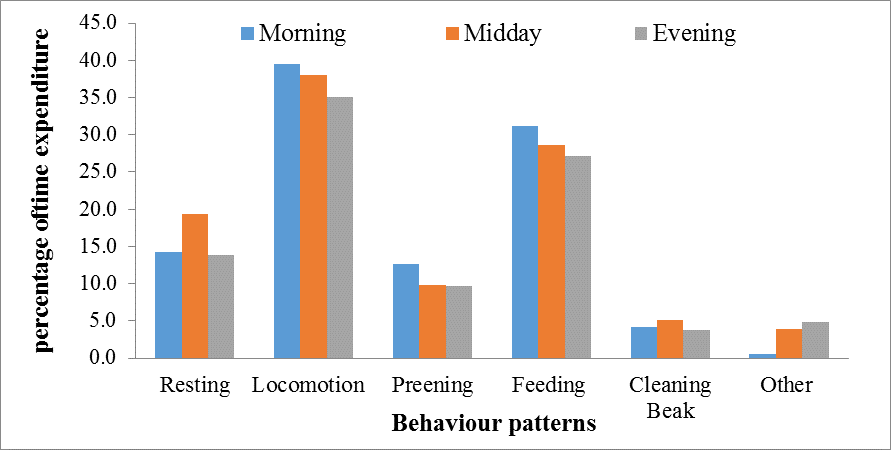 percentage oftime expenditure
45.0
40.0
35.0
30.0
25.0
20.0
15.0
10.0
5.0
0.0
Morning Midday Evening
Resting Locomotion Preening Feeding Cleaning Beak Other
Behaviour patterns